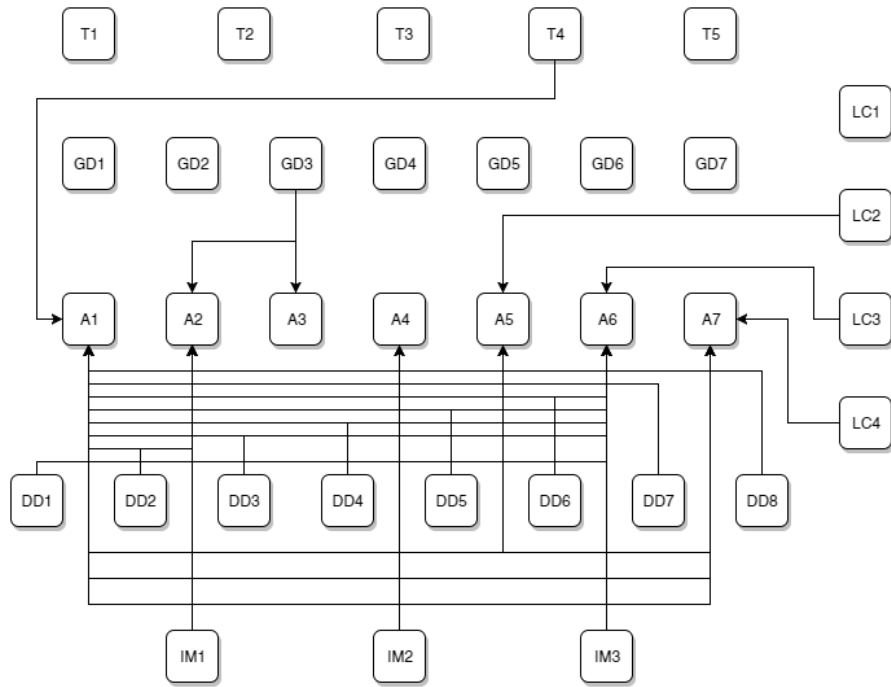 T1 T2 T3 T4 T5
LC1
GD1 GD2 GD3 GD4 GD5 GD6 GD7
LC2
A1 A2 A3 A4 A5 A6 A7 LC3
LC4
DD1 DD2 DD3 DD4 DD5 DD6 DD7 DD8
IM1 IM2 IM3